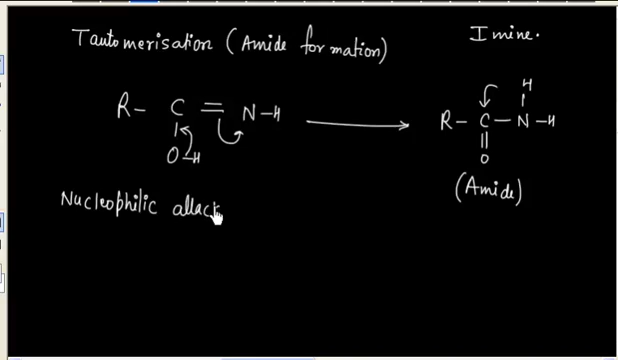 Tautomerisation (Amide formation)
Imine.
R- C = N-H
O-H
H
R- C - N-H
O
(Amide)
Nucleophilic attack